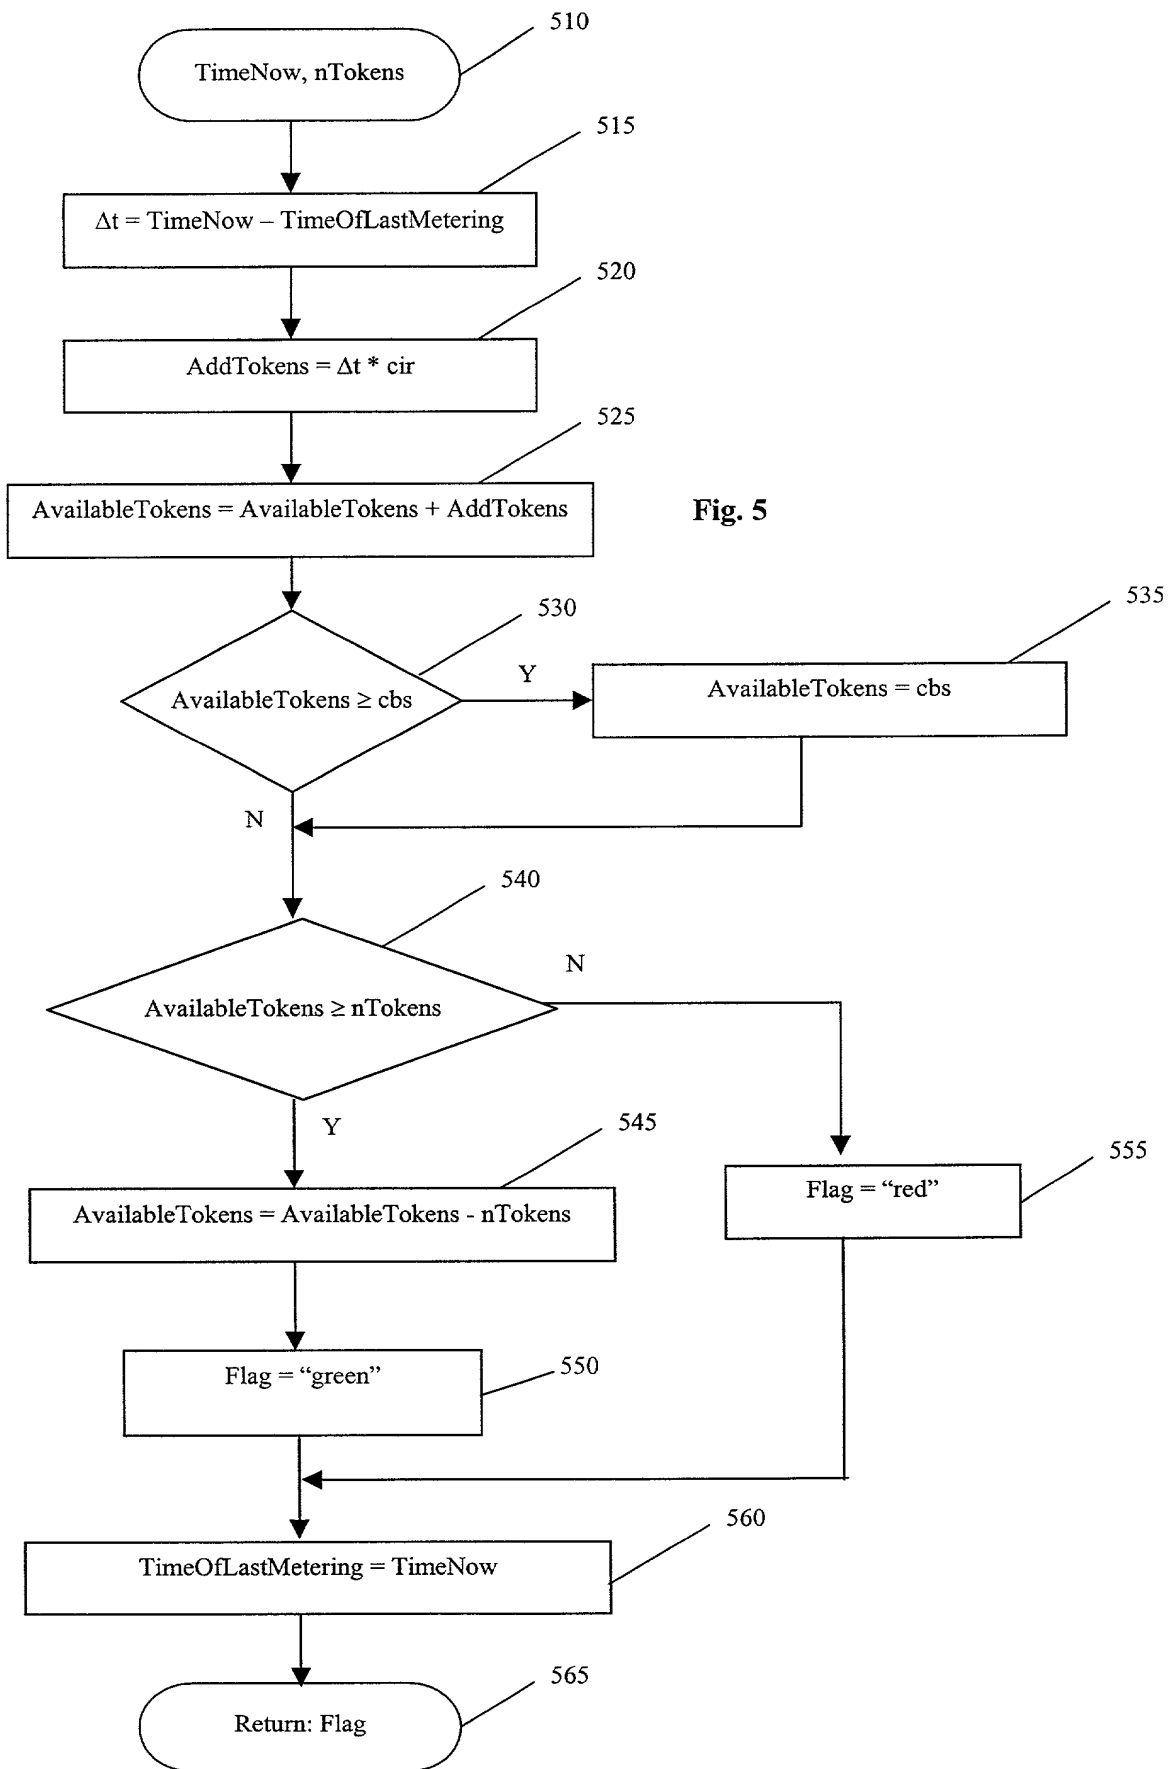 510
TimeNow, nTokens
515
Δt = TimeNow – TimeOfLastMetering
520
AddTokens = Δt * cir
525
AvailableTokens = AvailableTokens + AddTokens
Fig. 5
530
535
AvailableTokens ≥ cbs
Y
AvailableTokens = cbs
N
540
N
AvailableTokens ≥ nTokens
Y
545
555
AvailableTokens = AvailableTokens - nTokens
Flag = “red”
550
Flag = “green”
560
TimeOfLastMetering = TimeNow
565
Return: Flag